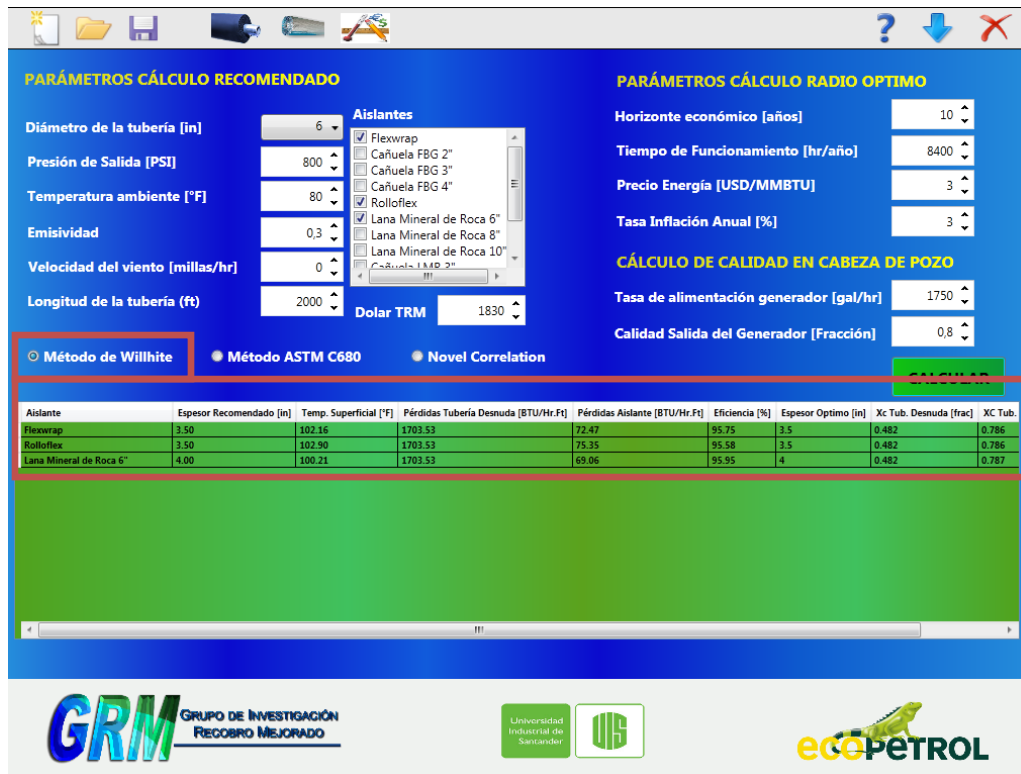 PARÁMETROS CÁLCULO RECOMENDADO
Diámetro de la tubería [in] 6
Presión de Salida [PSI] 800
Temperatura ambiente [°F] 80
Emisividad 0,3
Velocidad del viento [millas/hr] 0
Longitud de la tubería (ft) 2000
Aislantes
Flexwrap
Cañuela FBG 2"
Cañuela FBG 3"
Cañuela FBG 4"
Rolloflex
Lana Mineral de Roca 6"
Lana Mineral de Roca 8"
Lana Mineral de Roca 10"
Cañuela LMR 3"
Dolar TRM 1830
PARÁMETROS CÁLCULO RADIO OPTIMO
Horizonte económico [años] 10
Tiempo de Funcionamiento [hr/año] 8400
Precio Energía [USD/MMBTU] 3
Tasa Inflación Anual [%] 3
CÁLCULO DE CALIDAD EN CABEZA DE POZO
Tasa de alimentación generador [gal/hr] 1750
Calidad Salida del Generador [Fracción] 0,8
Método de Willhite Método ASTM C680 Novel Correlation
CALCULAR
Aislante Espesor Recomendado [in] Temp. Superficial [°F] Pérdidas Tubería Desnuda [BTU/Hr.Ft] Pérdidas Aislante [BTU/Hr.Ft] Eficiencia [%] Espesor Optimo [in] Xc Tub. Desnuda [frac] XC Tub.
Flexwrap 3.50 102.16 1703.53 72.47 95.75 3.5 0.482 0.786
Rolloflex 3.50 102.90 1703.53 75.35 95.58 3.5 0.482 0.786
Lana Mineral de Roca 6" 4.00 100.21 1703.53 69.06 95.95 4 0.482 0.787
GRM GRUPO DE INVESTIGACIÓN
RECOBRO MEJORADO
Universidad
Industrial de
Santander
UIS
ecopetrol